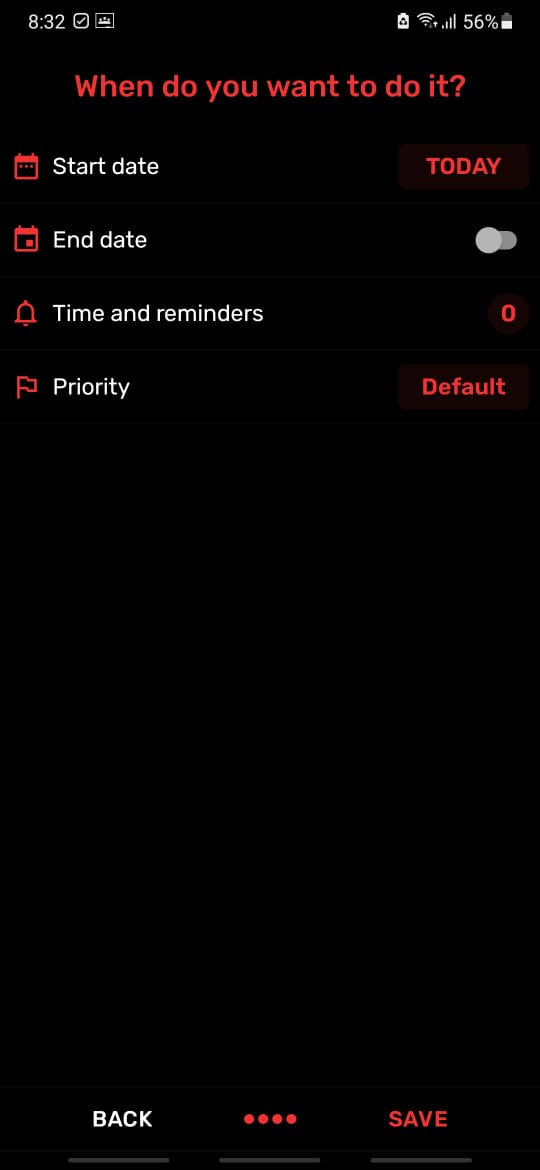 8:32
56%
When do you want to do it?
Start date
TODAY
End date
Time and reminders
0
Priority
Default
BACK
SAVE